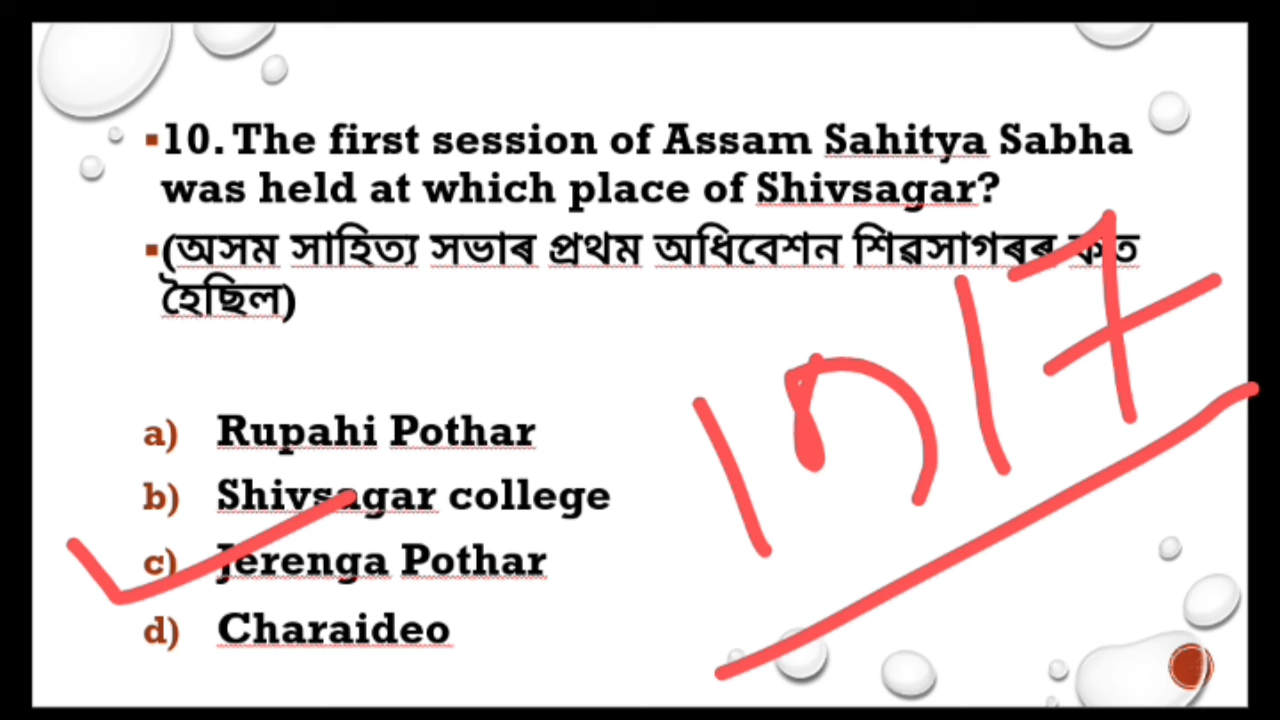 10. The first session of Assam Sahitya Sabha
was held at which place of Shivsagar?
(অসম সাহিত্য সভাৰ প্ৰথম অধিবেশন শিৱসাগৰৰ কত
হৈছিল)
a) Rupahi Pothar
b) Shivsagar college
c) Jerenga Pothar
d) Charaideo